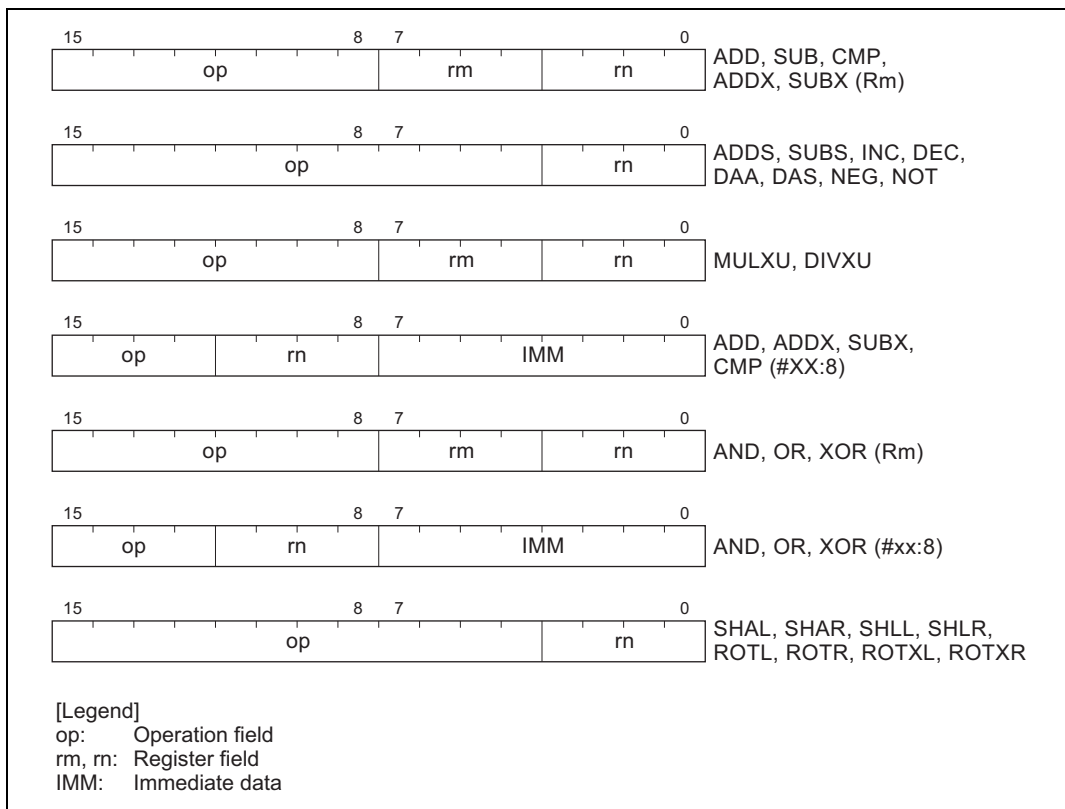 15 8 7 0
op rm rn
ADD, SUB, CMP,
ADDX, SUBX (Rm)
15 8 7 0
op rn
ADDS, SUBS, INC, DEC,
DAA, DAS, NEG, NOT
15 8 7 0
op rm rn
MULXU, DIVXU
15 8 7 0
op rn IMM
ADD, ADDX, SUBX,
CMP (#XX:8)
15 8 7 0
op rm rn
AND, OR, XOR (Rm)
15 8 7 0
op rn IMM
AND, OR, XOR (#xx:8)
15 8 7 0
op rn
SHAL, SHAR, SHLL, SHLR,
ROTL, ROTR, ROTXL, ROTXR
[Legend]
op: Operation field
rm, rn: Register field
IMM: Immediate data